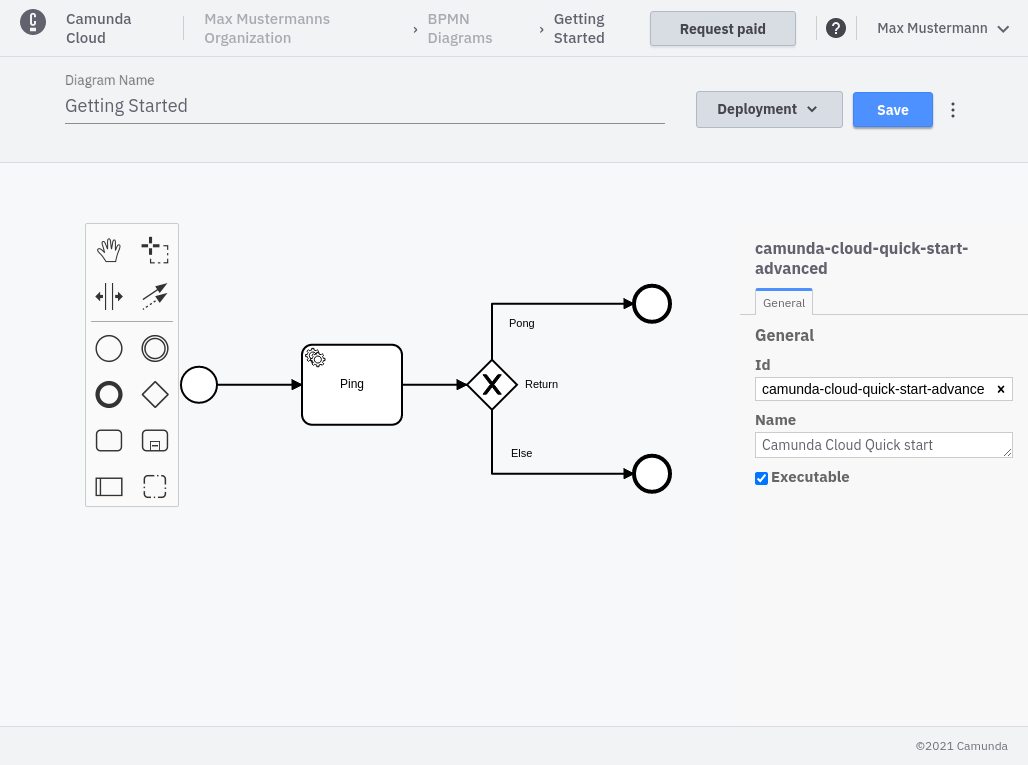 Camunda
Cloud
Max Mustermanns
Organization
›
BPMN
Diagrams
›
Getting
Started
Request paid
?
Max Mustermann
Diagram Name
Getting Started
Deployment
Save
camunda-cloud-quick-start-
advanced
General
General
Id
camunda-cloud-quick-start-advance
Name
Camunda Cloud Quick start
Executable
Pong
Ping
Return
Else
©2021 Camunda